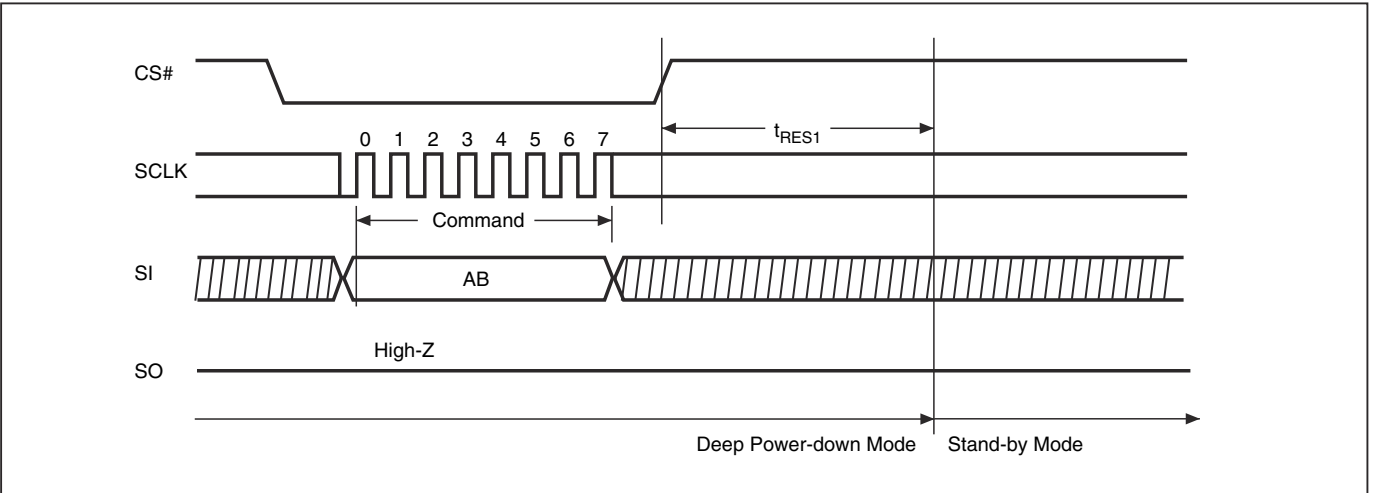 CS#
tRES1
0 1 2 3 4 5 6 7
SCLK
Command
SI
AB
High-Z
SO
Deep Power-down Mode
Stand-by Mode